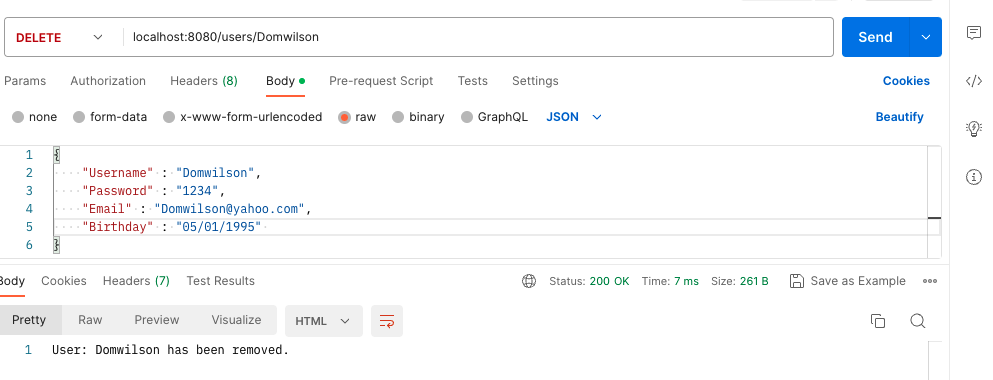 DELETE localhost:8080/users/Domwilson Send
Params Authorization Headers (8) Body Pre-request Script Tests Settings Cookies
none form-data x-www-form-urlencoded raw binary GraphQL JSON Beautify
1 {
2 "Username" : "Domwilson",
3 "Password" : "1234",
4 "Email" : "Domwilson@yahoo.com",
5 "Birthday" : "05/01/1995"
6 }
Body Cookies Headers (7) Test Results Status: 200 OK Time: 7 ms Size: 261 B Save as Example
Pretty Raw Preview Visualize HTML
1 User: Domwilson has been removed.